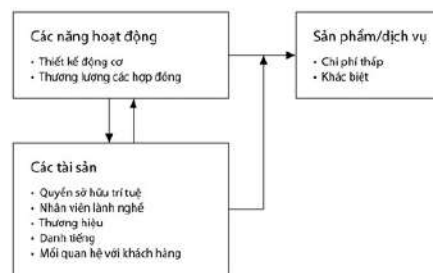 Các năng hoạt động
• Thiết kế động cơ
• Thương lượng các hợp đồng
Sản phẩm/dịch vụ
• Chi phí thấp
• Khác biệt
Các tài sản
• Quyền sở hữu trí tuệ
• Nhân viên lành nghề
• Thương hiệu
• Danh tiếng
• Mối quan hệ với khách hàng